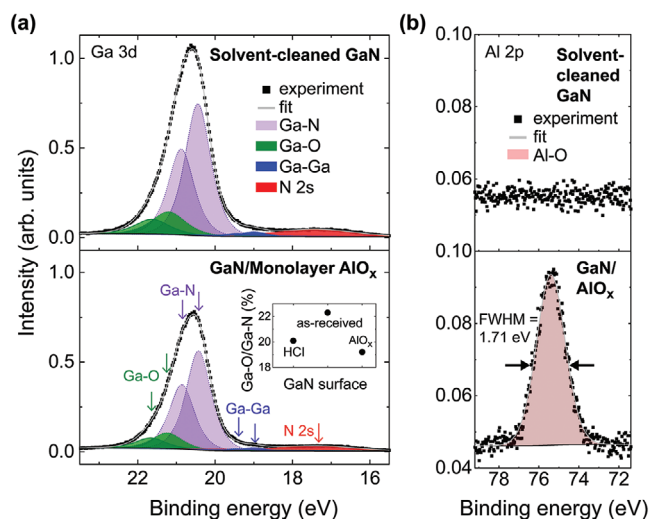 (a)
Ga 3d
Solvent-cleaned GaN
experiment
fit
Ga-N
Ga-O
Ga-Ga
N 2s
1.0
0.5
0.0
GaN/Monolayer AlOx
Ga-N
Ga-O
Ga-Ga
N 2s
Ga-O/Ga-N (%)
22
21
20
19
18
as-received
HCl
AlOx
GaN surface
1.0
0.5
0.0
22 20 18 16
Intensity (arb. units)
Binding energy (eV)
(b)
Al 2p
Solvent-
cleaned
GaN
experiment
fit
Al-O
0.10
0.08
0.06
0.10
GaN/
AlOx
FWHM =
1.71 eV
0.08
0.06
0.04
78 76 74 72
Binding energy (eV)